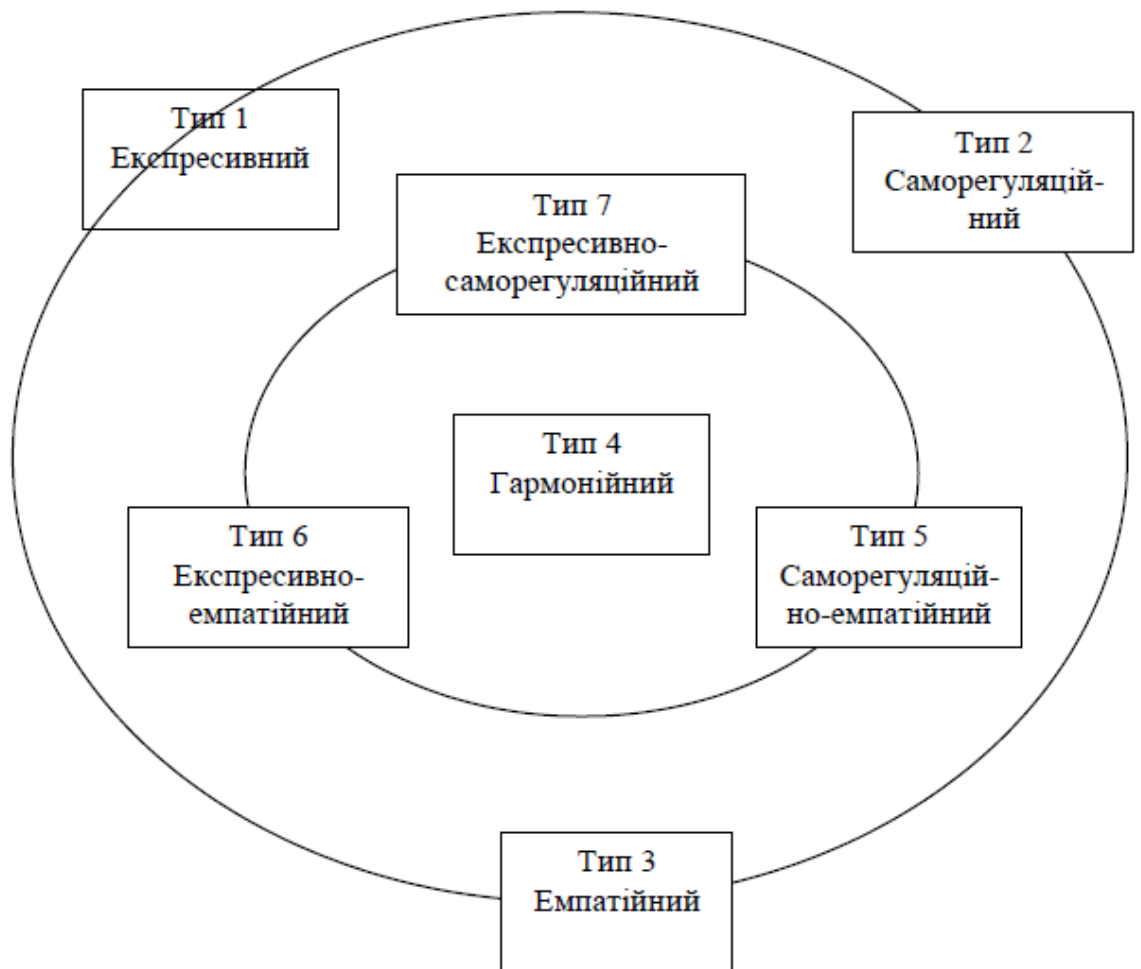 Тип 1
Експресивний
Тип 2
Саморегуляцій-
ний
Тип 7
Експресивно-
саморегуляційний
Тип 4
Гармонійний
Тип 6
Експресивно-
емпатійний
Тип 5
Саморегуляцій-
но-емпатійний
Тип 3
Емпатійний